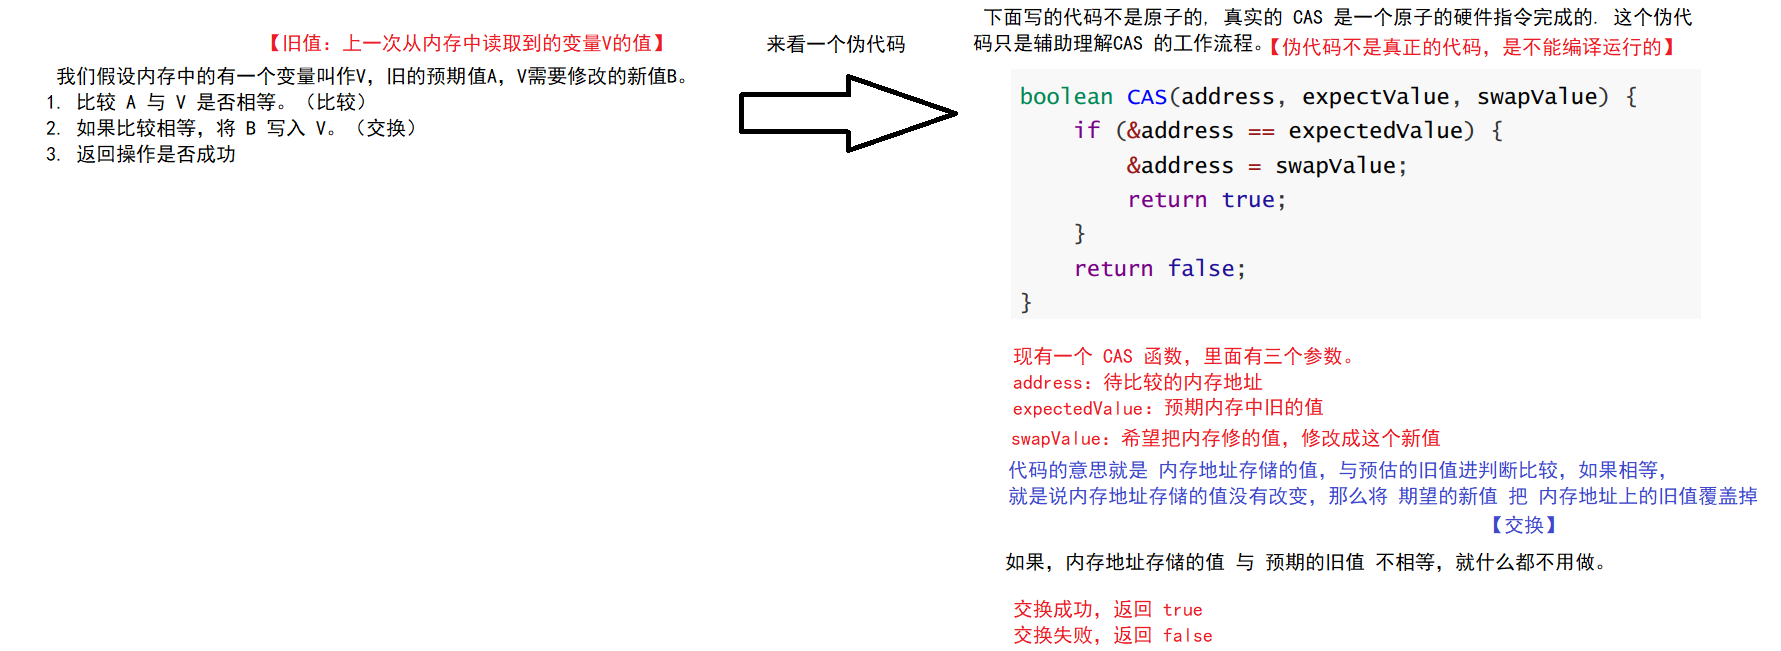 【旧值：上一次从内存中读取到的变量V的值】
我们假设内存中的有一个变量叫作V，旧的预期值A，V需要修改的新值B。
1. 比较 A 与 V 是否相等。（比较）
2. 如果比较相等，将 B 写入 V。（交换）
3. 返回操作是否成功
来看一个伪代码
下面写的代码不是原子的, 真实的 CAS 是一个原子的硬件指令完成的. 这个伪代
码只是辅助理解CAS 的工作流程。【伪代码不是真正的代码，是不能编译运行的】
boolean CAS(address, expectValue, swapValue) {
    if (&address == expectedValue) {
        &address = swapValue;
        return true;
    }
    return false;
}
现有一个 CAS 函数，里面有三个参数。
address：待比较的内存地址
expectedValue：预期内存中旧的值
swapValue：希望把内存修的值，修改成这个新值
代码的意思就是 内存地址存储的值，与预估的旧值进判断比较，如果相等，
就是说内存地址存储的值没有改变，那么将 期望的新值 把 内存地址上的旧值覆盖掉
【交换】
如果，内存地址存储的值 与 预期的旧值 不相等，就什么都不用做。
交换成功，返回 true
交换失败，返回 false